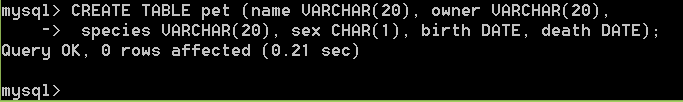 mysql> CREATE TABLE pet (name VARCHAR(20), owner VARCHAR(20),
    -> species VARCHAR(20), sex CHAR(1), birth DATE, death DATE);
Query OK, 0 rows affected (0.21 sec)
mysql>